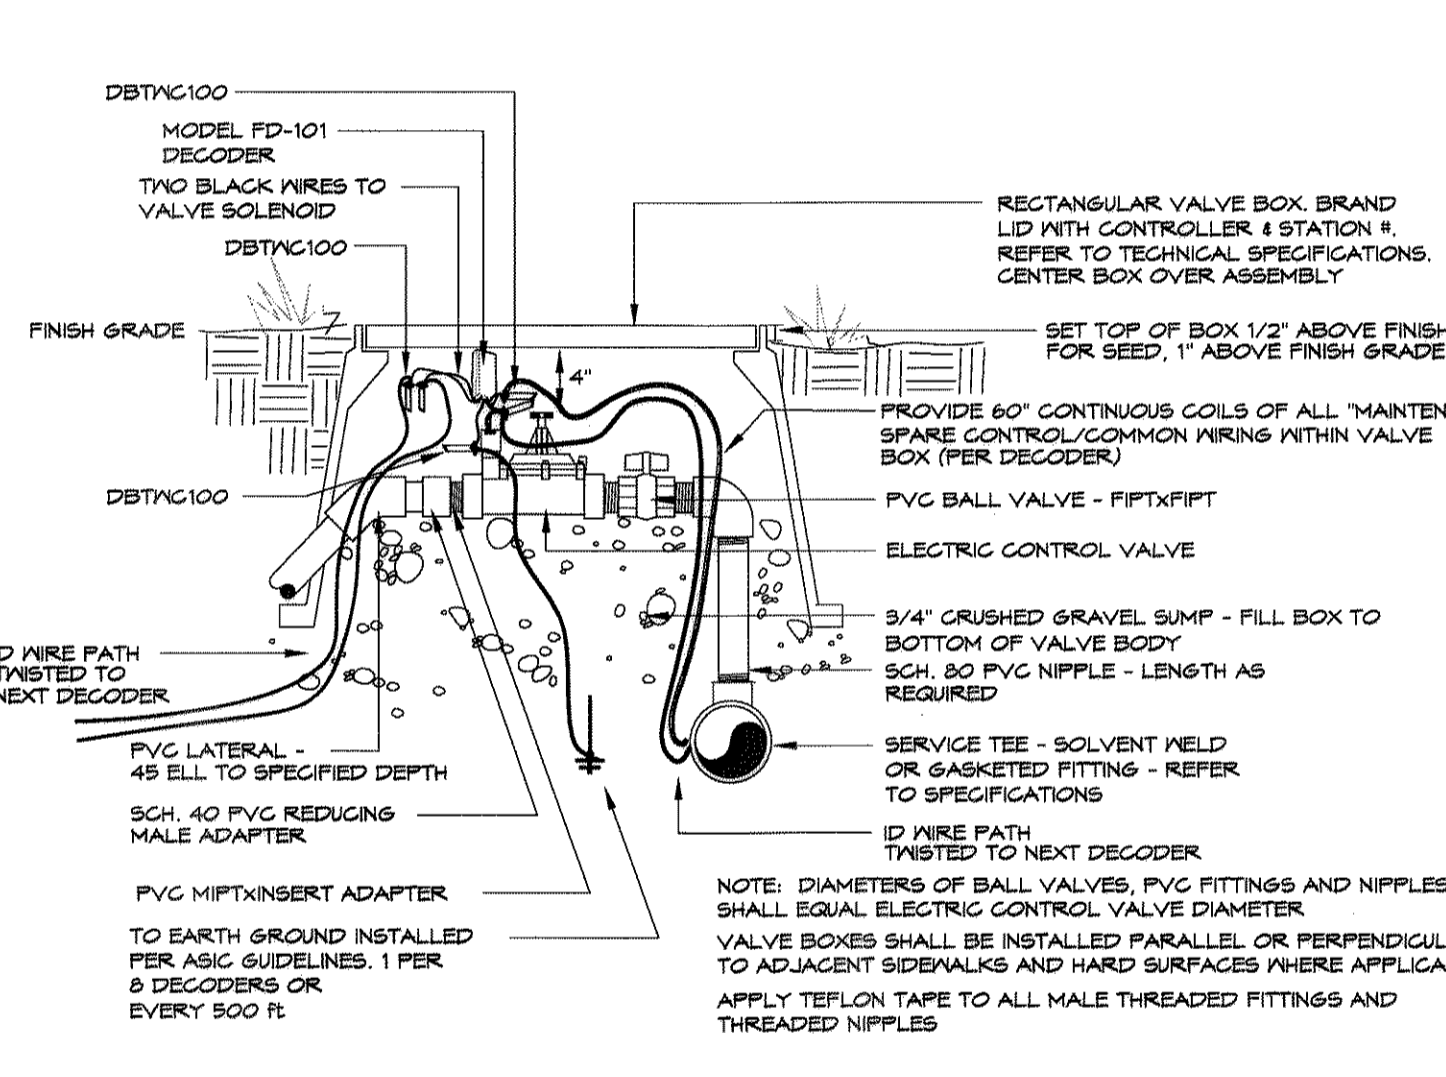 DBTWC100
MODEL FD-101
DECODER
TWO BLACK WIRES TO
VALVE SOLENOID
DBTWC100
FINISH GRADE
DBTWC100
D WIRE PATH
TWISTED TO
NEXT DECODER
PVC LATERAL -
45 ELL TO SPECIFIED DEPTH
SCH. 40 PVC REDUCING
MALE ADAPTER
PVC MIPTxINSERT ADAPTER
TO EARTH GROUND INSTALLED
PER ASIC GUIDELINES. 1 PER
8 DECODERS OR
EVERY 500 ft
4"
RECTANGULAR VALVE BOX. BRAND
LID WITH CONTROLLER & STATION #.
REFER TO TECHNICAL SPECIFICATIONS.
CENTER BOX OVER ASSEMBLY
SET TOP OF BOX 1/2" ABOVE FINISH
FOR SEED, 1" ABOVE FINISH GRADE
PROVIDE 60" CONTINUOUS COILS OF ALL "MAINTEN
SPARE CONTROL/COMMON WIRING WITHIN VALVE
BOX (PER DECODER)
PVC BALL VALVE - FIPTxFIPT
ELECTRIC CONTROL VALVE
3/4" CRUSHED GRAVEL SUMP - FILL BOX TO
BOTTOM OF VALVE BODY
SCH. 80 PVC NIPPLE - LENGTH AS
REQUIRED
SERVICE TEE - SOLVENT WELD
OR GASKETED FITTING - REFER
TO SPECIFICATIONS
ID WIRE PATH
TWISTED TO NEXT DECODER
NOTE: DIAMETERS OF BALL VALVES, PVC FITTINGS AND NIPPLES
SHALL EQUAL ELECTRIC CONTROL VALVE DIAMETER
VALVE BOXES SHALL BE INSTALLED PARALLEL OR PERPENDICUL
TO ADJACENT SIDEWALKS AND HARD SURFACES WHERE APPLICA
APPLY TEFLON TAPE TO ALL MALE THREADED FITTINGS AND
THREADED NIPPLES